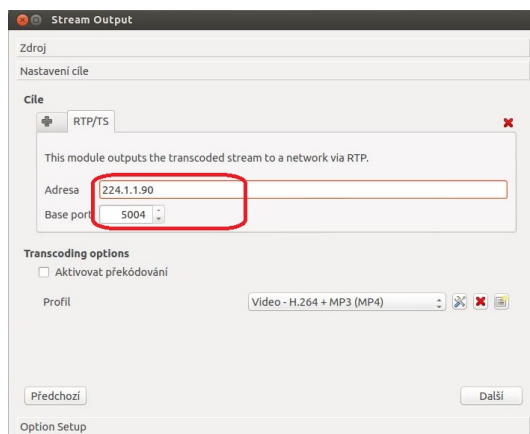 Stream Output
Zdroj
Nastavení cíle
Cíle
RTP/TS
This module outputs the transcoded stream to a network via RTP.
Adresa 224.1.1.90
Base port 5004
Transcoding options
Aktivovat překódování
Profil Video - H.264 + MP3 (MP4)
Předchozí Další
Option Setup